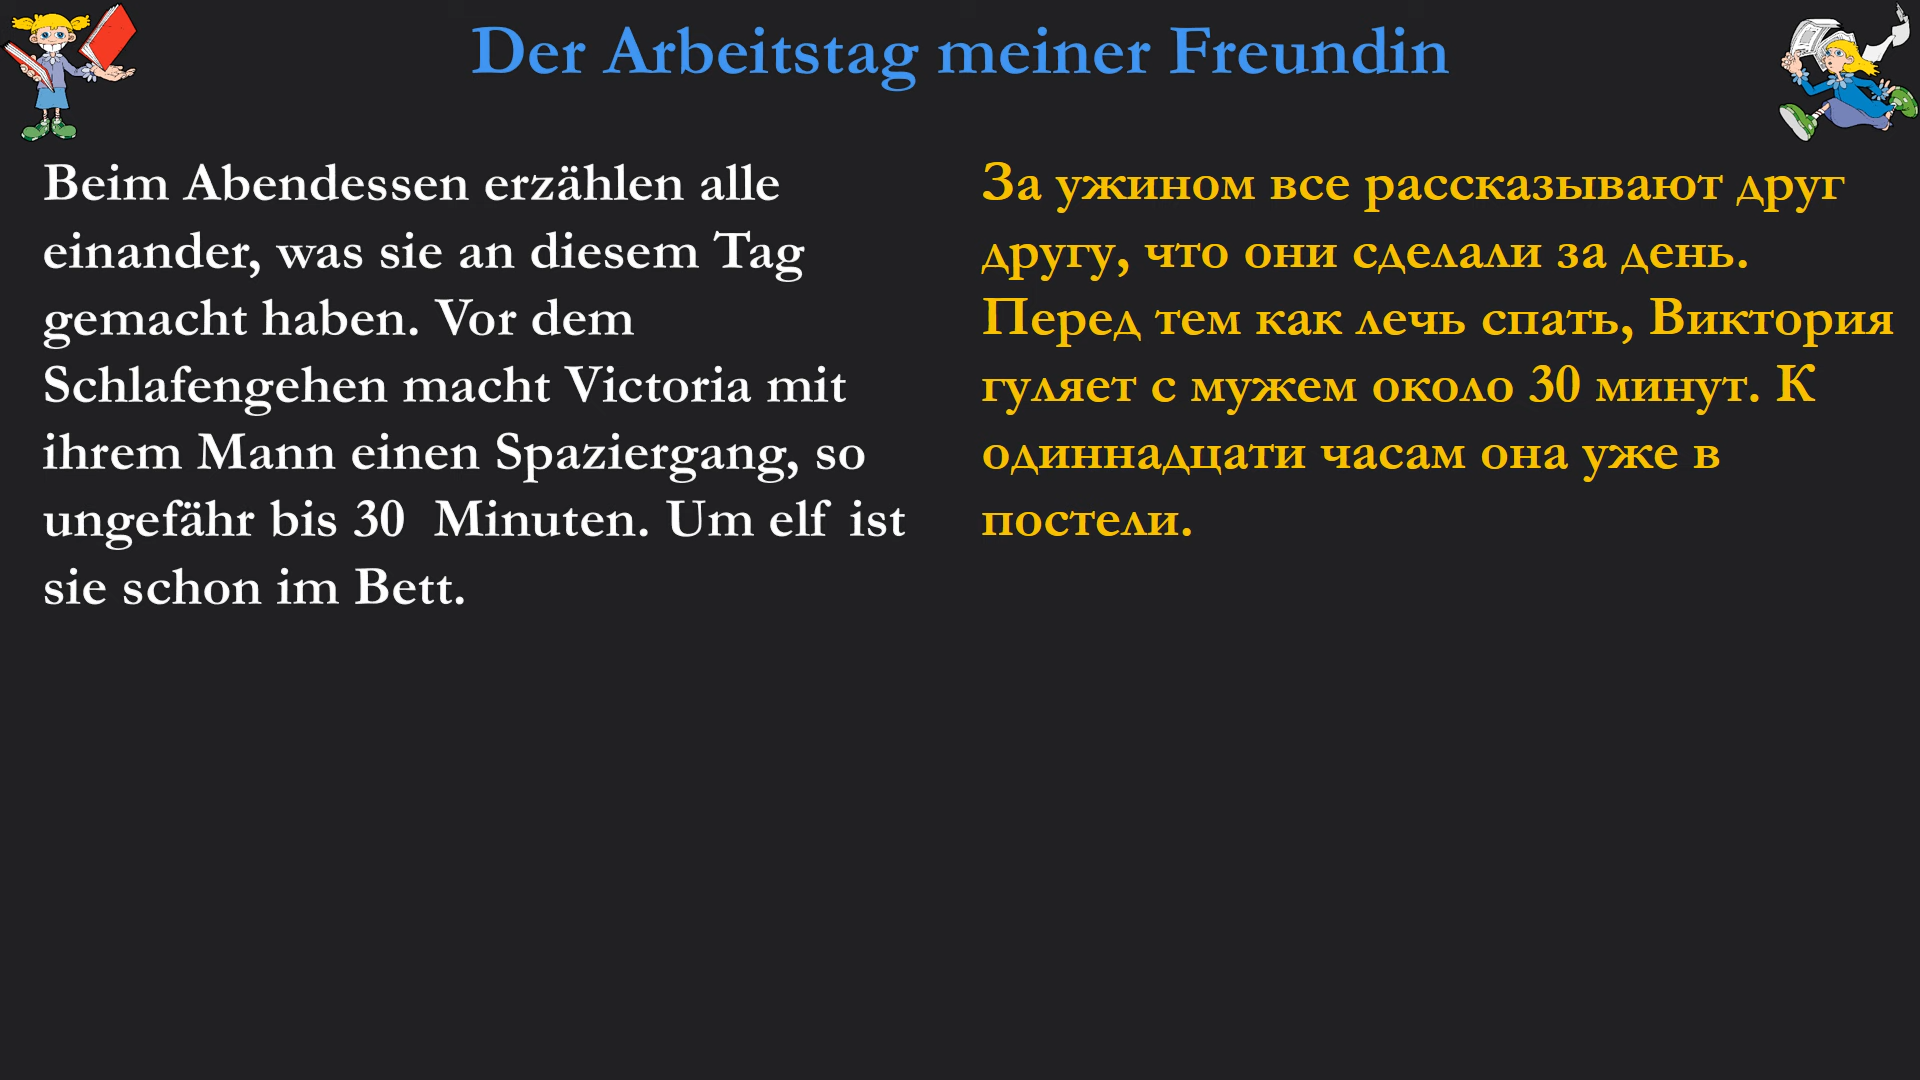 Der Arbeitstag meiner Freundin
Beim Abendessen erzählen alle
einander, was sie an diesem Tag
gemacht haben. Vor dem
Schlafengehen macht Victoria mit
ihrem Mann einen Spaziergang, so
ungefähr bis 30 Minuten. Um elf ist
sie schon im Bett.
За ужином все рассказывают друг
другу, что они сделали за день.
Перед тем как лечь спать, Виктория
гуляет с мужем около 30 минут. К
одиннадцати часам она уже в
постели.